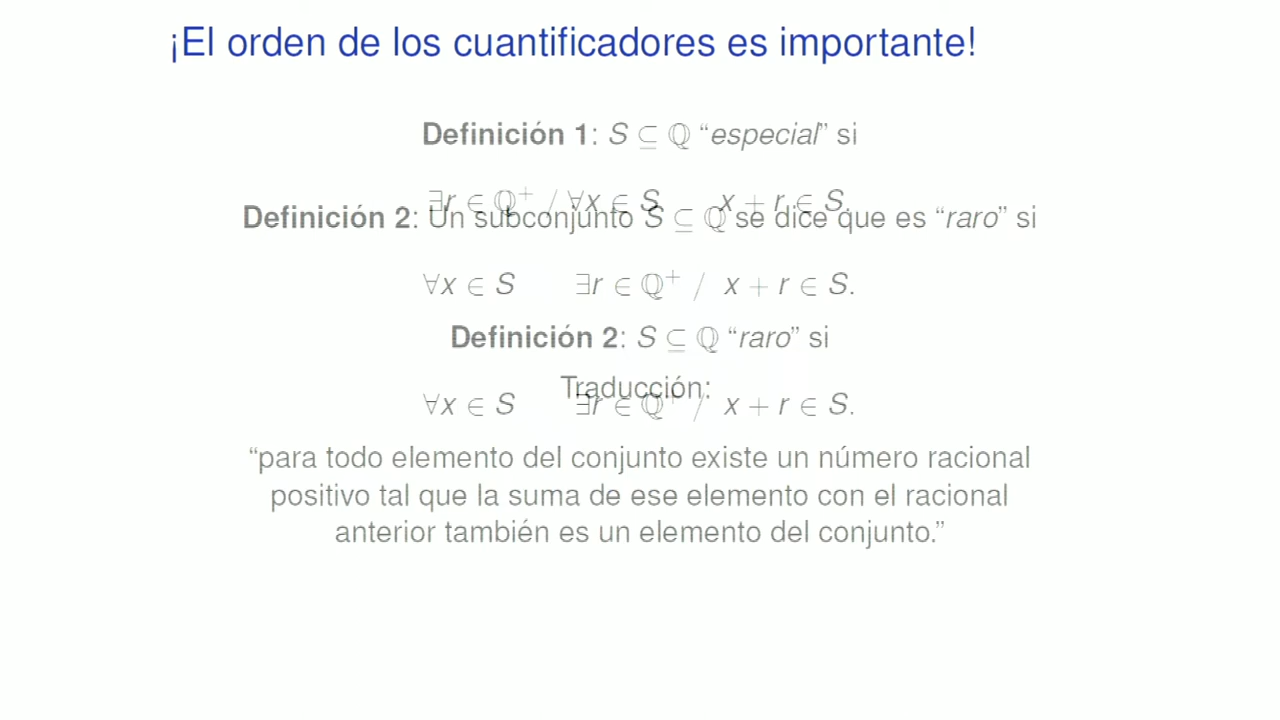 ¡El orden de los cuantificadores es importante!
Definición 1: S ⊆ ℚ “especial” si
∃r ∈ ℚ⁺ / ∀x ∈ S x + r ∈ S.
Definición 2: Un subconjunto S ⊆ ℚ se dice que es “raro” si
∀x ∈ S ∃r ∈ ℚ⁺ / x + r ∈ S.
Definición 2: S ⊆ ℚ “raro” si
Traducción:
∀x ∈ S ∃r ∈ ℚ⁺ / x + r ∈ S.
“para todo elemento del conjunto existe un número racional
positivo tal que la suma de ese elemento con el racional
anterior también es un elemento del conjunto.”